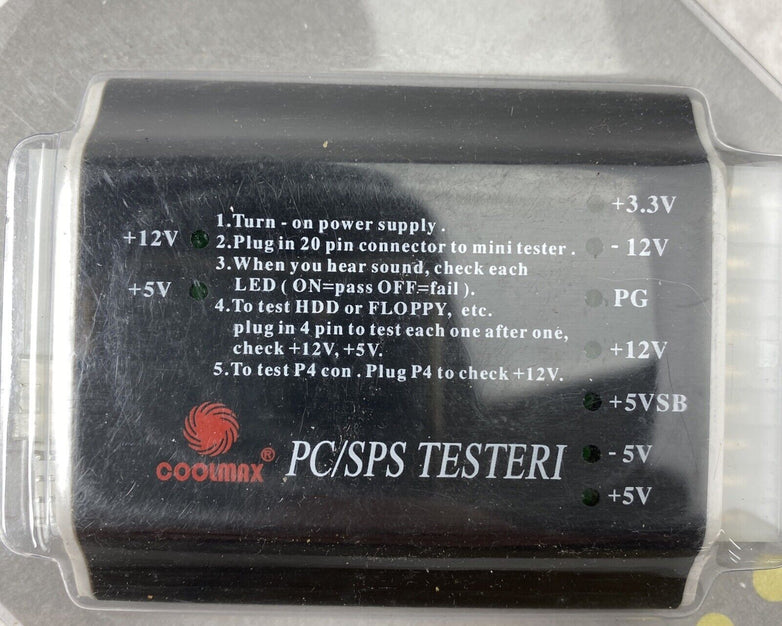 +3.3V
1.Turn - on power supply .
+12V
2.Plug in 20 pin connector to mini tester .
- 12V
3.When you hear sound, check each
LED ( ON=pass OFF=fail ).
+5V
PG
4.To test HDD or FLOPPY, etc.
plug in 4 pin to test each one after one,
check +12V, +5V.
+12V
5.To test P4 con . Plug P4 to check +12V.
+5VSB
COOLMAX®
PC/SPS TESTERI
- 5V
+5V